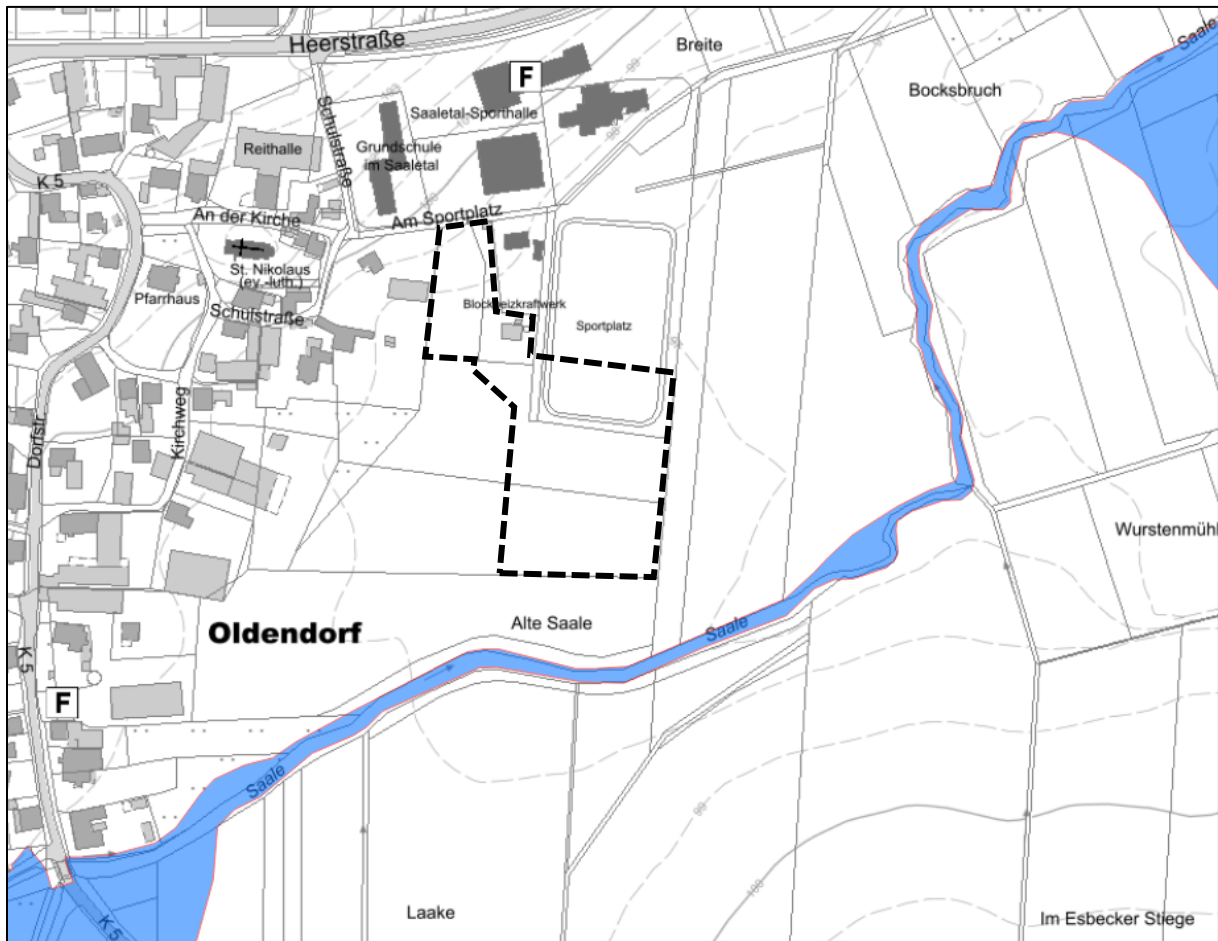 Heerstraße
Breite
Saale
F
Bocksbruch
Schulstraße
Saaletal-Sporthalle
Reithalle
Grundschule
im Saaletal
K 5
An der Kirche
Am Sportplatz
St. Nikolaus
(ev.-luth.)
Pfarrhaus
Schulstraße
Blockheizkraftwerk
Sportplatz
Kirchweg
Dorfstr.
Wurstenmühl
Oldendorf
Alte Saale
Saale
K 5
F
Saale
100
Laake
Im Esbecker Stiege
K 5